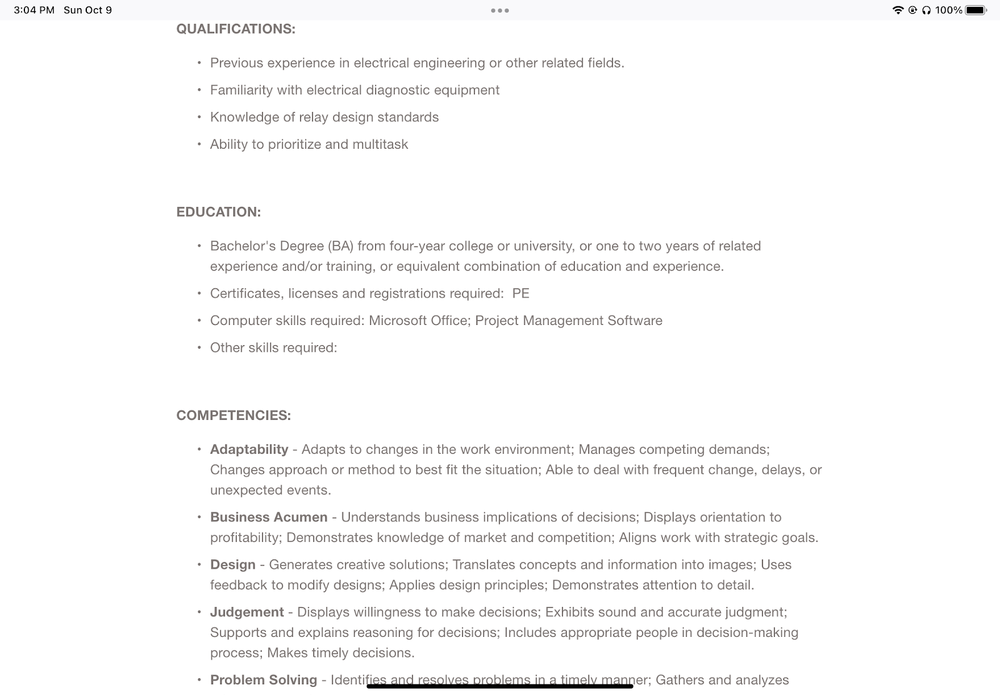 3:04 PM Sun Oct 9
100%
QUALIFICATIONS:
• Previous experience in electrical engineering or other related fields.
• Familiarity with electrical diagnostic equipment
• Knowledge of relay design standards
• Ability to prioritize and multitask
EDUCATION:
• Bachelor's Degree (BA) from four-year college or university, or one to two years of related
experience and/or training, or equivalent combination of education and experience.
• Certificates, licenses and registrations required:  PE
• Computer skills required: Microsoft Office; Project Management Software
• Other skills required:
COMPETENCIES:
• Adaptability - Adapts to changes in the work environment; Manages competing demands;
Changes approach or method to best fit the situation; Able to deal with frequent change, delays, or
unexpected events.
• Business Acumen - Understands business implications of decisions; Displays orientation to
profitability; Demonstrates knowledge of market and competition; Aligns work with strategic goals.
• Design - Generates creative solutions; Translates concepts and information into images; Uses
feedback to modify designs; Applies design principles; Demonstrates attention to detail.
• Judgement - Displays willingness to make decisions; Exhibits sound and accurate judgment;
Supports and explains reasoning for decisions; Includes appropriate people in decision-making
process; Makes timely decisions.
• Problem Solving - Identifies and resolves problems in a timely manner; Gathers and analyzes